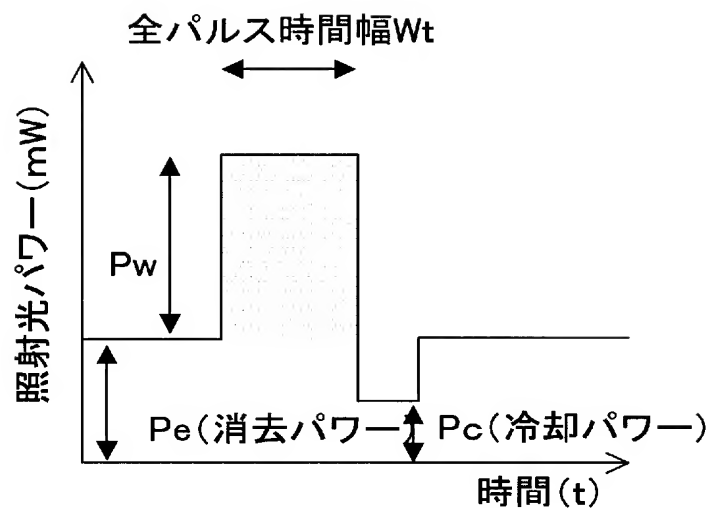 全パルス時間幅Wt
照射光パワー(mW)
Pw
Pe(消去パワー)
Pc(冷却パワー)
時間(t)